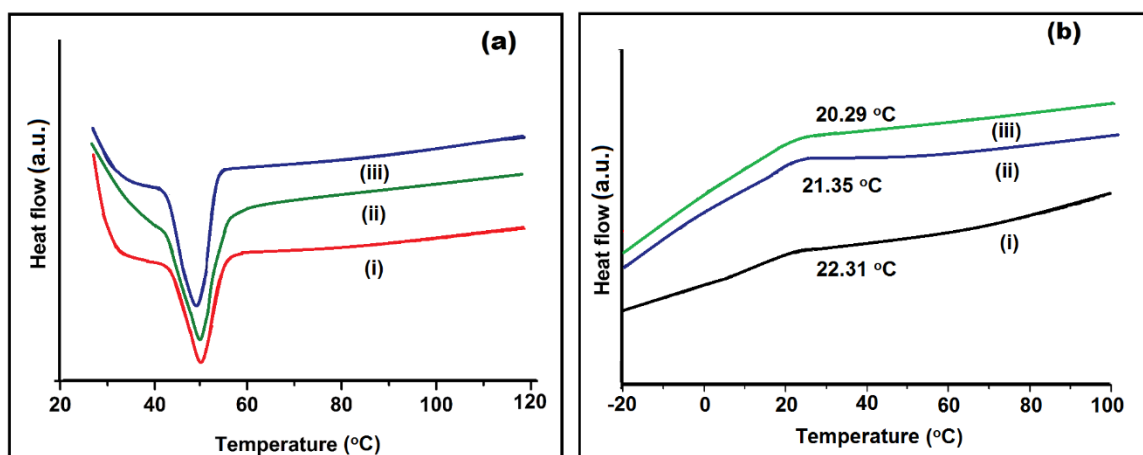 (a)
Heat flow (a.u.)
(iii)
(ii)
(i)
20 40 60 80 100 120
Temperature (oC)
(b)
Heat flow (a.u.)
20.29 oC
(iii)
21.35 oC
(ii)
22.31 oC
(i)
-20 0 20 40 60 80 100
Temperature (oC)